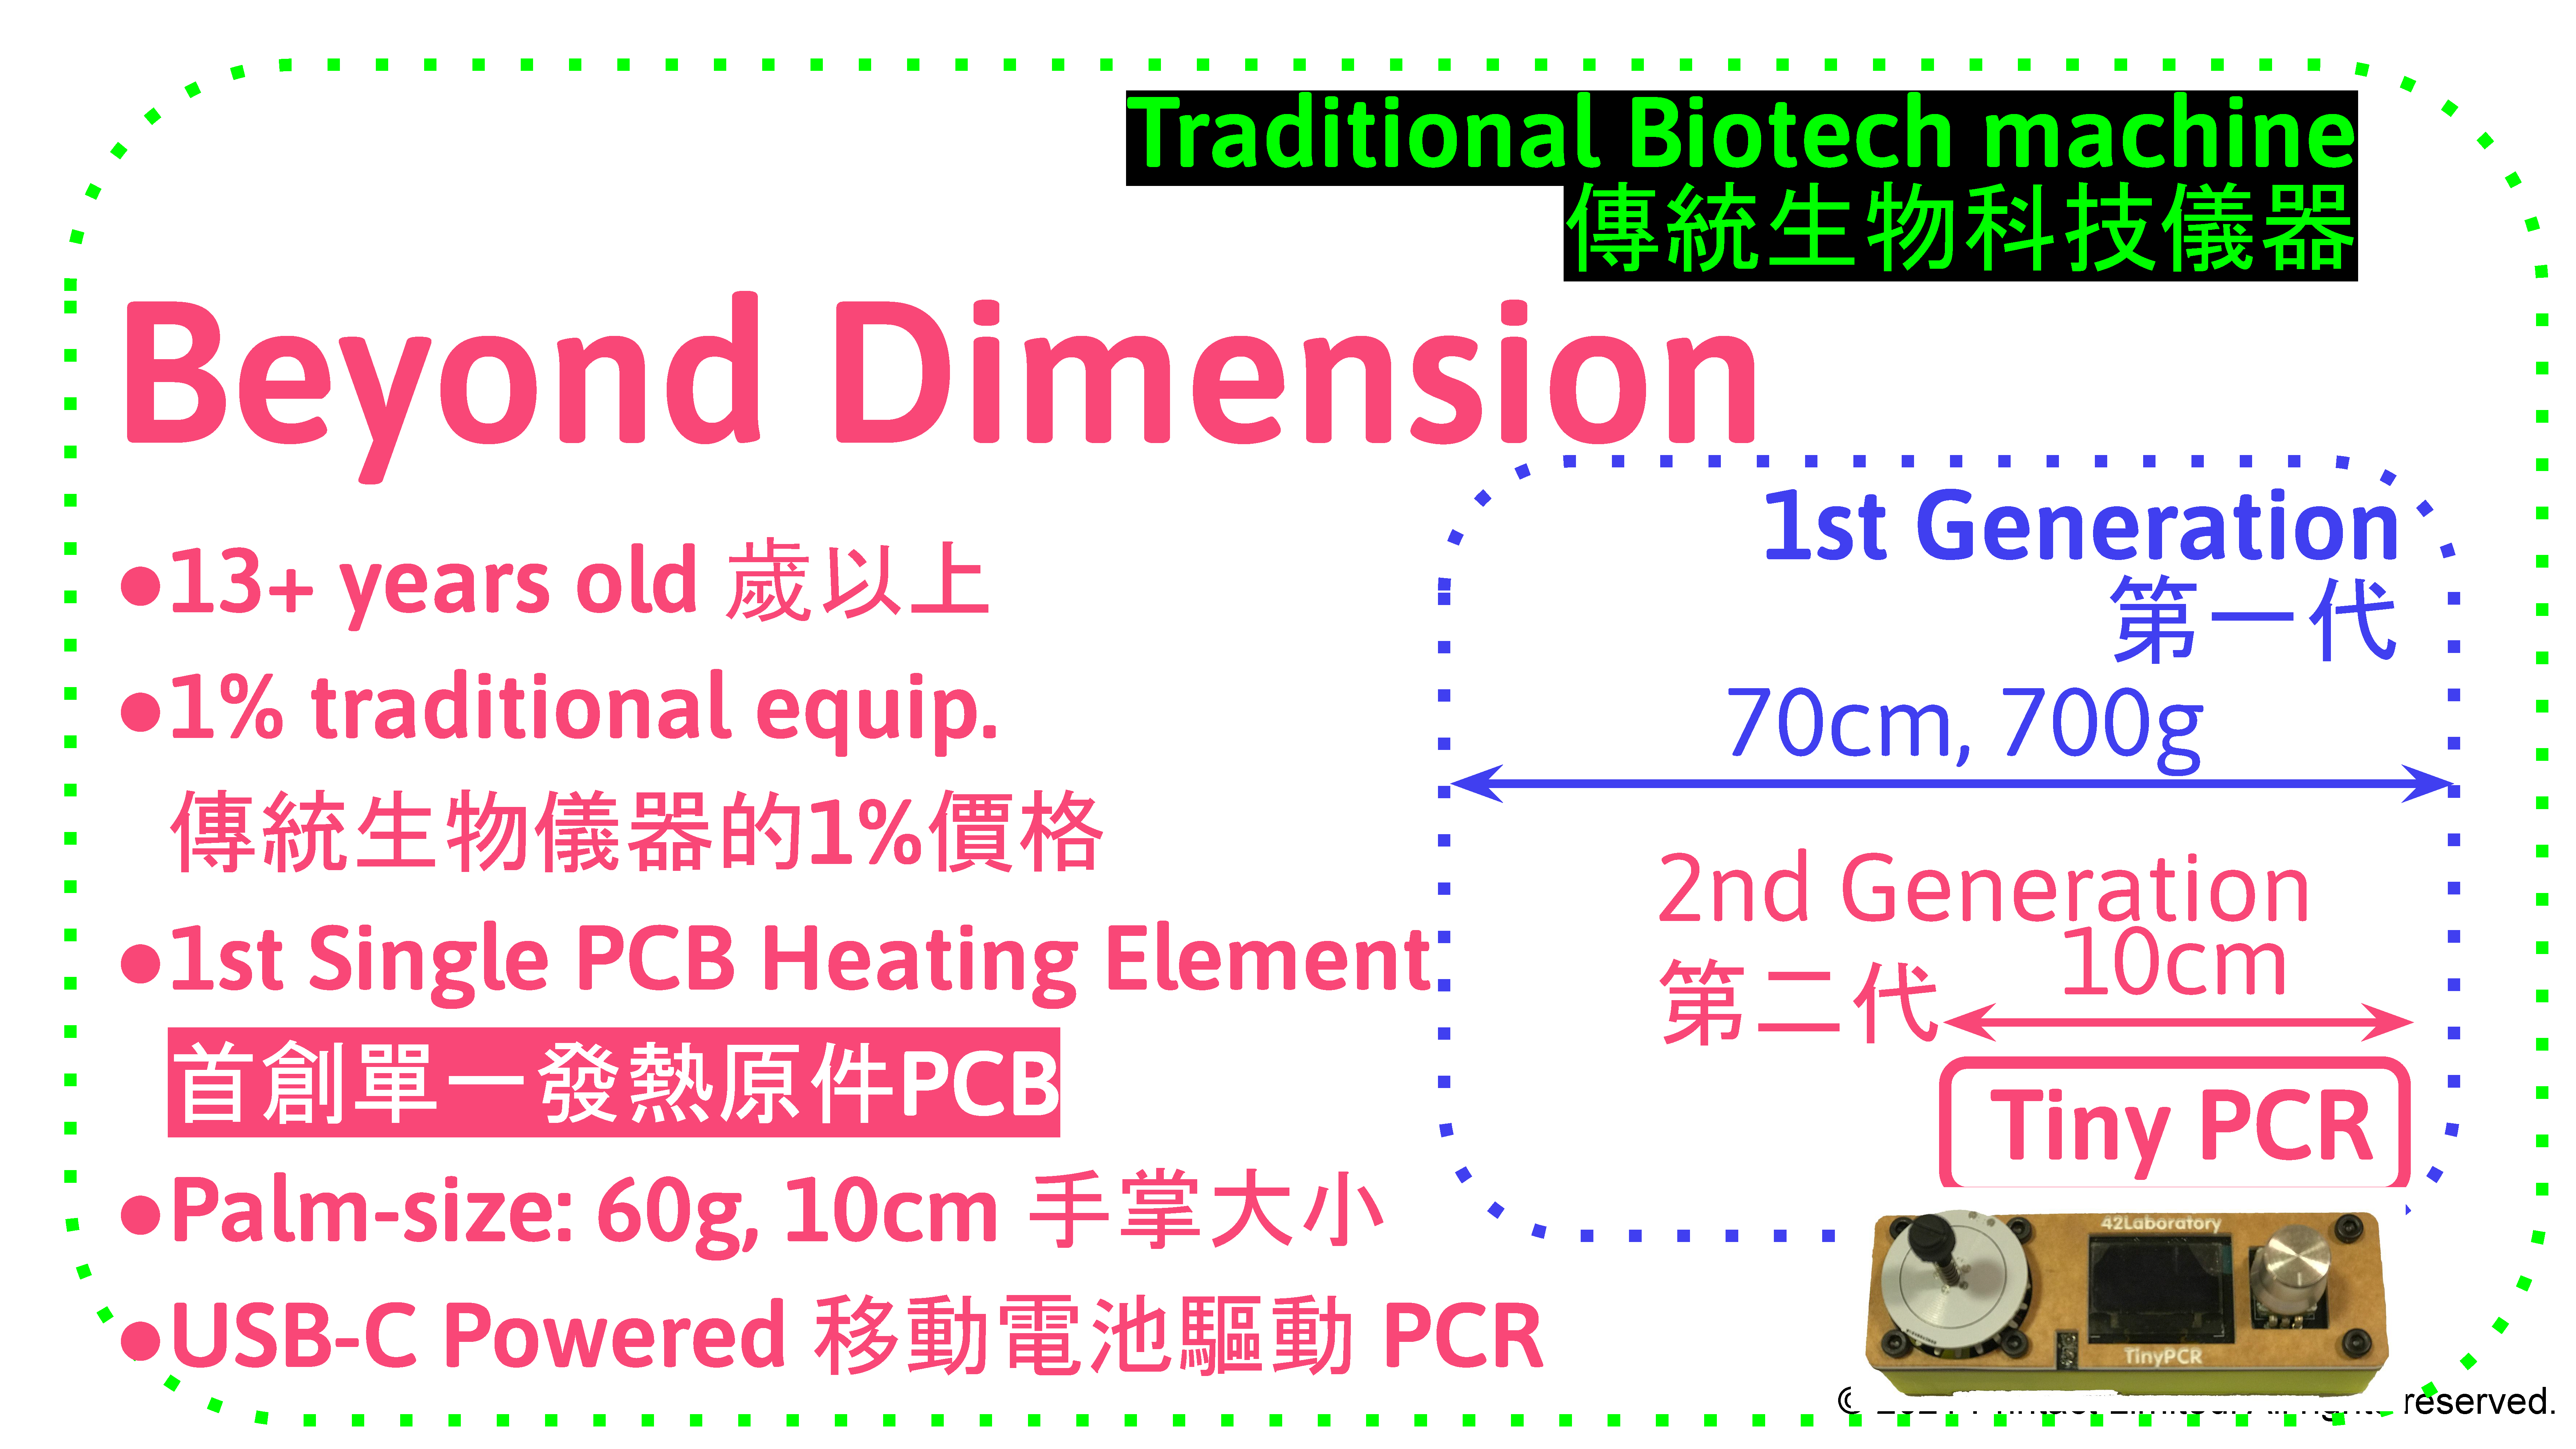 Traditional Biotech machine
傳統生物科技儀器
Beyond Dimension
●13+ years old 歲以上
●1% traditional equip.
傳統生物儀器的1%價格
●1st Single PCB Heating Element
首創單一發熱原件PCB
●Palm-size: 60g, 10cm 手掌大小
●USB-C Powered 移動電池驅動 PCR
1st Generation
第一代
70cm, 700g
2nd Generation
10cm
第二代
Tiny PCR
42Laboratory
TinyPCR
© reserved.